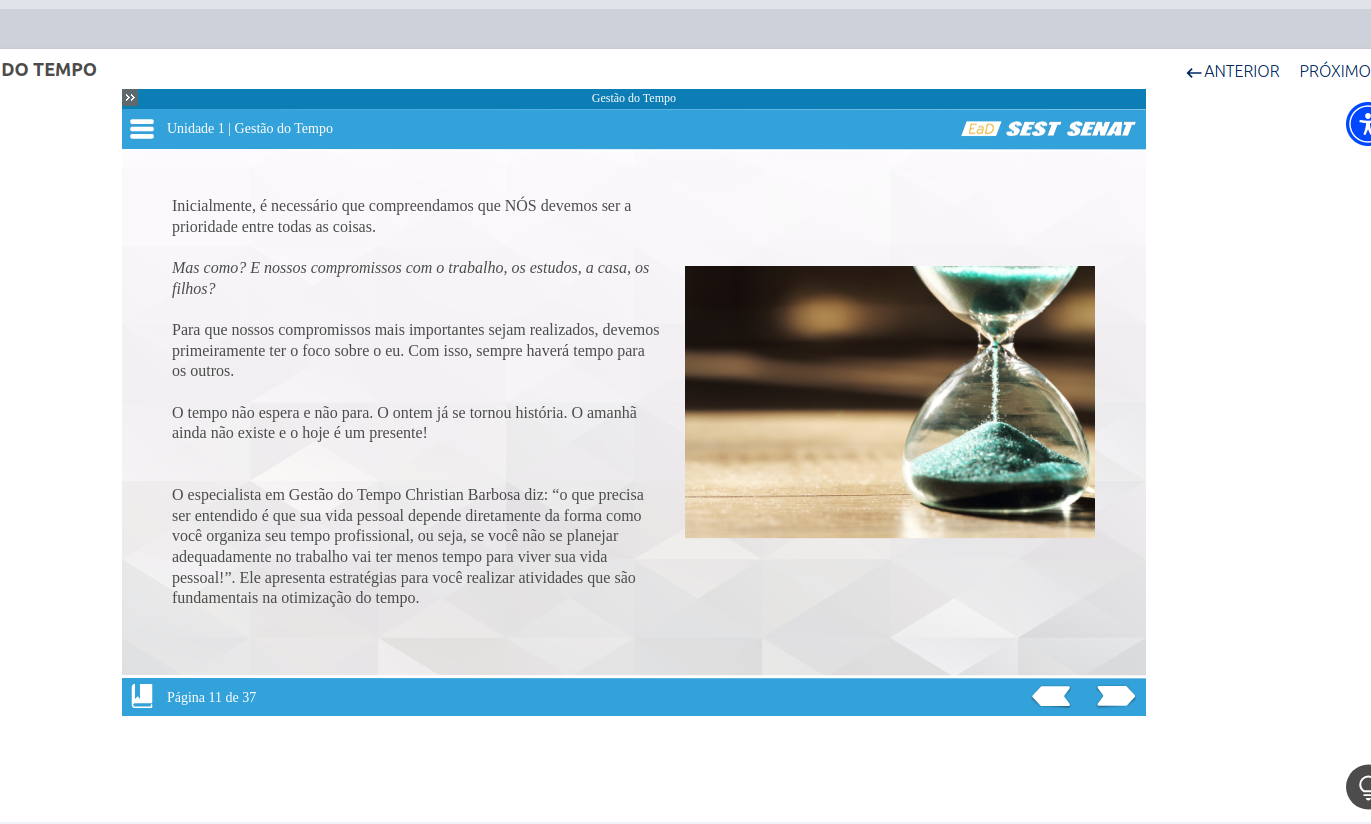 DO TEMPO
ANTERIOR PRÓXIMO
Gestão do Tempo
Unidade 1 | Gestão do Tempo
EaD SEST SENAT
Inicialmente, é necessário que compreendamos que NÓS devemos ser a
prioridade entre todas as coisas.
Mas como? E nossos compromissos com o trabalho, os estudos, a casa, os
filhos?
Para que nossos compromissos mais importantes sejam realizados, devemos
primeiramente ter o foco sobre o eu. Com isso, sempre haverá tempo para
os outros.
O tempo não espera e não para. O ontem já se tornou história. O amanhã
ainda não existe e o hoje é um presente!
O especialista em Gestão do Tempo Christian Barbosa diz: “o que precisa
ser entendido é que sua vida pessoal depende diretamente da forma como
você organiza seu tempo profissional, ou seja, se você não se planejar
adequadamente no trabalho vai ter menos tempo para viver sua vida
pessoal!”. Ele apresenta estratégias para você realizar atividades que são
fundamentais na otimização do tempo.
Página 11 de 37